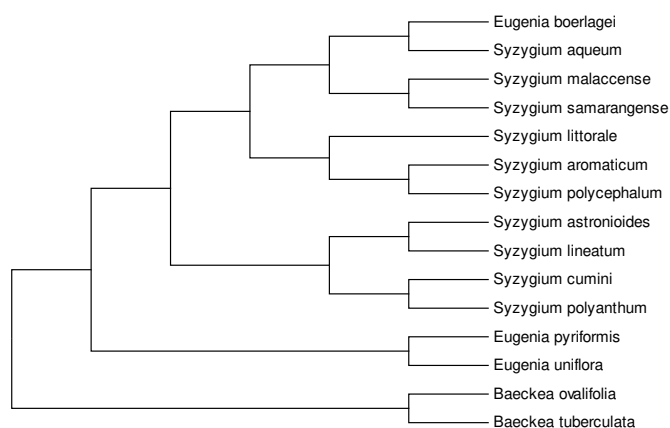 Eugenia boerlagei
Syzygium aqueum
Syzygium malaccense
Syzygium samarangense
Syzygium littorale
Syzygium aromaticum
Syzygium polycephalum
Syzygium astronioides
Syzygium lineatum
Syzygium cumini
Syzygium polyanthum
Eugenia pyriformis
Eugenia uniflora
Baeckea ovalifolia
Baeckea tuberculata